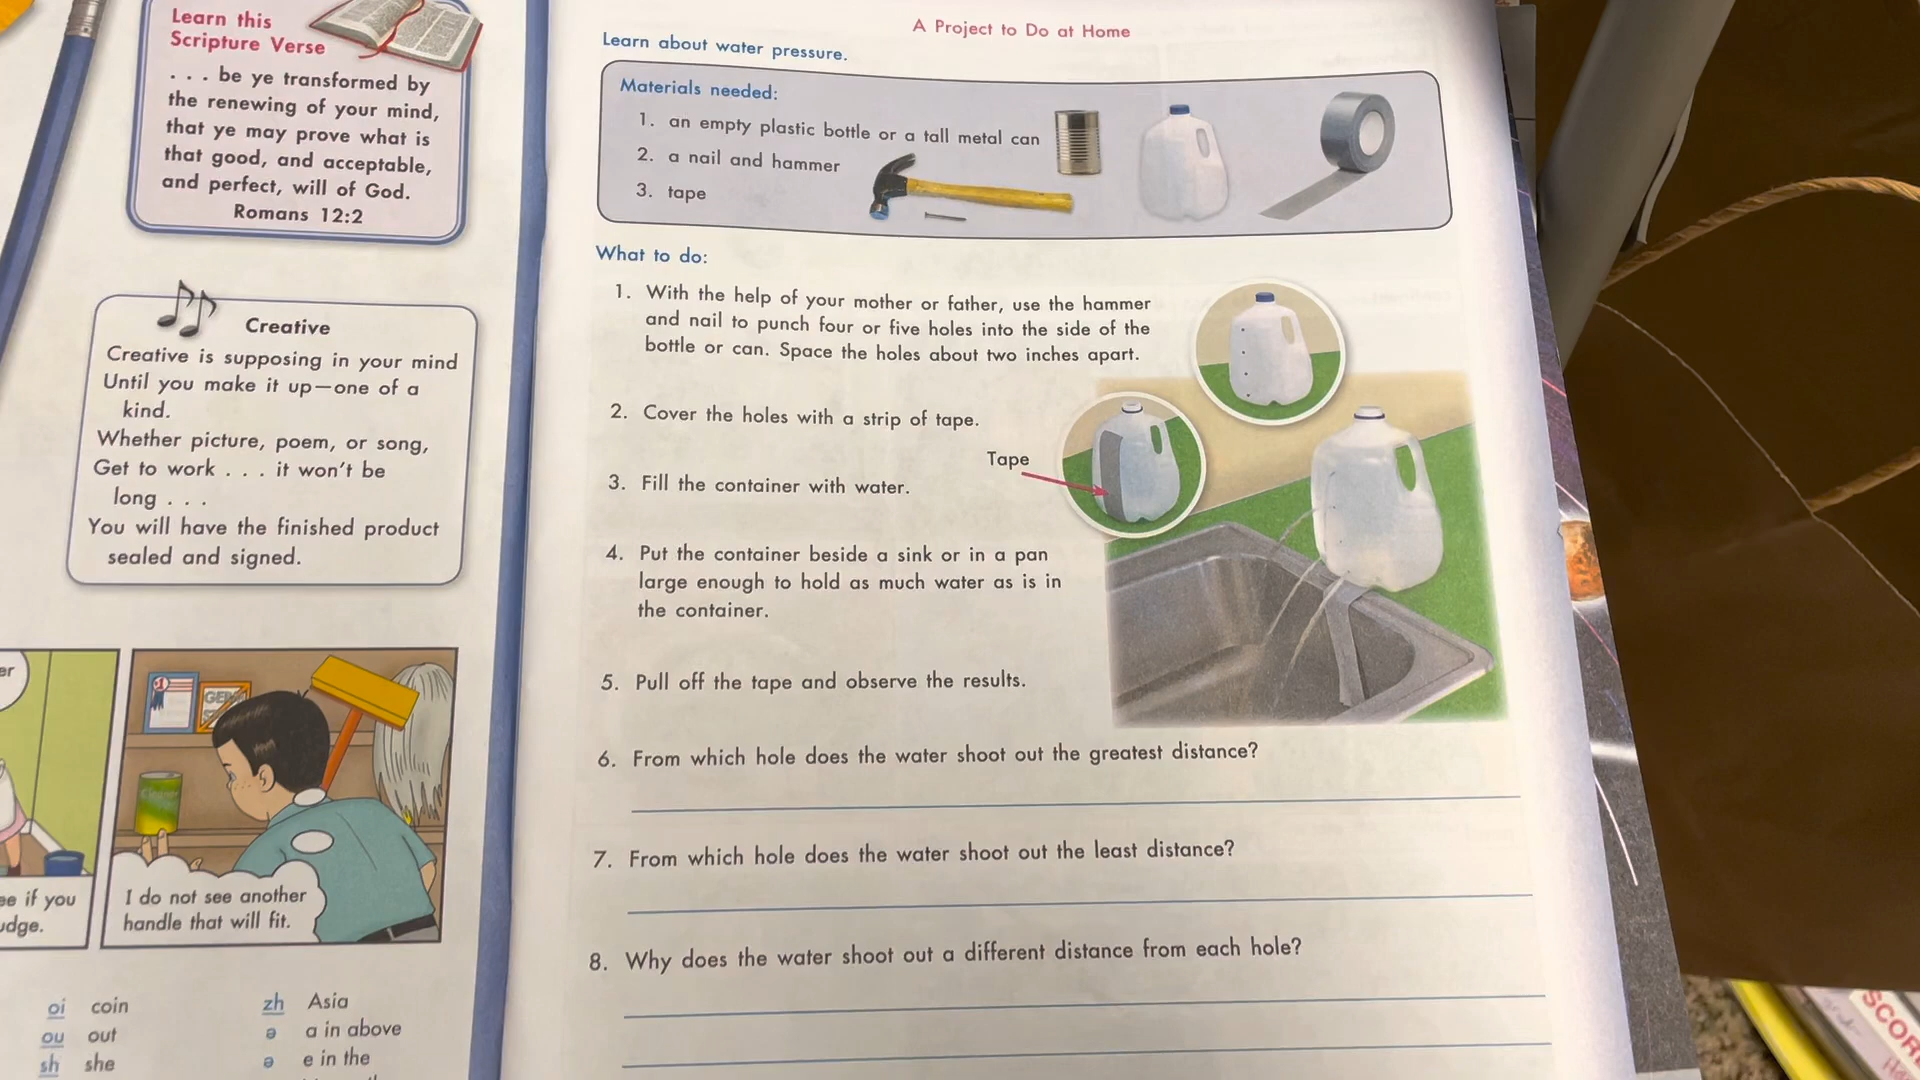 Learn this
Scripture Verse
. . . be ye transformed by
the renewing of your mind,
that ye may prove what is
that good, and acceptable,
and perfect, will of God.
Romans 12:2
Creative
Creative is supposing in your mind
Until you make it up—one of a
kind.
Whether picture, poem, or song,
Get to work . . . it won't be
long . . .
You will have the finished product
sealed and signed.
er
ee if you
udge.
#1
I do not see another
handle that will fit.
oi coin
ou out
sh she
zh Asia
ə a in above
ə e in the
A Project to Do at Home
Learn about water pressure.
Materials needed:
1. an empty plastic bottle or a tall metal can
2. a nail and hammer
3. tape
What to do:
1. With the help of your mother or father, use the hammer
and nail to punch four or five holes into the side of the
bottle or can. Space the holes about two inches apart.
2. Cover the holes with a strip of tape.
Tape
3. Fill the container with water.
4. Put the container beside a sink or in a pan
large enough to hold as much water as is in
the container.
5. Pull off the tape and observe the results.
6. From which hole does the water shoot out the greatest distance?
7. From which hole does the water shoot out the least distance?
8. Why does the water shoot out a different distance from each hole?
SCOR